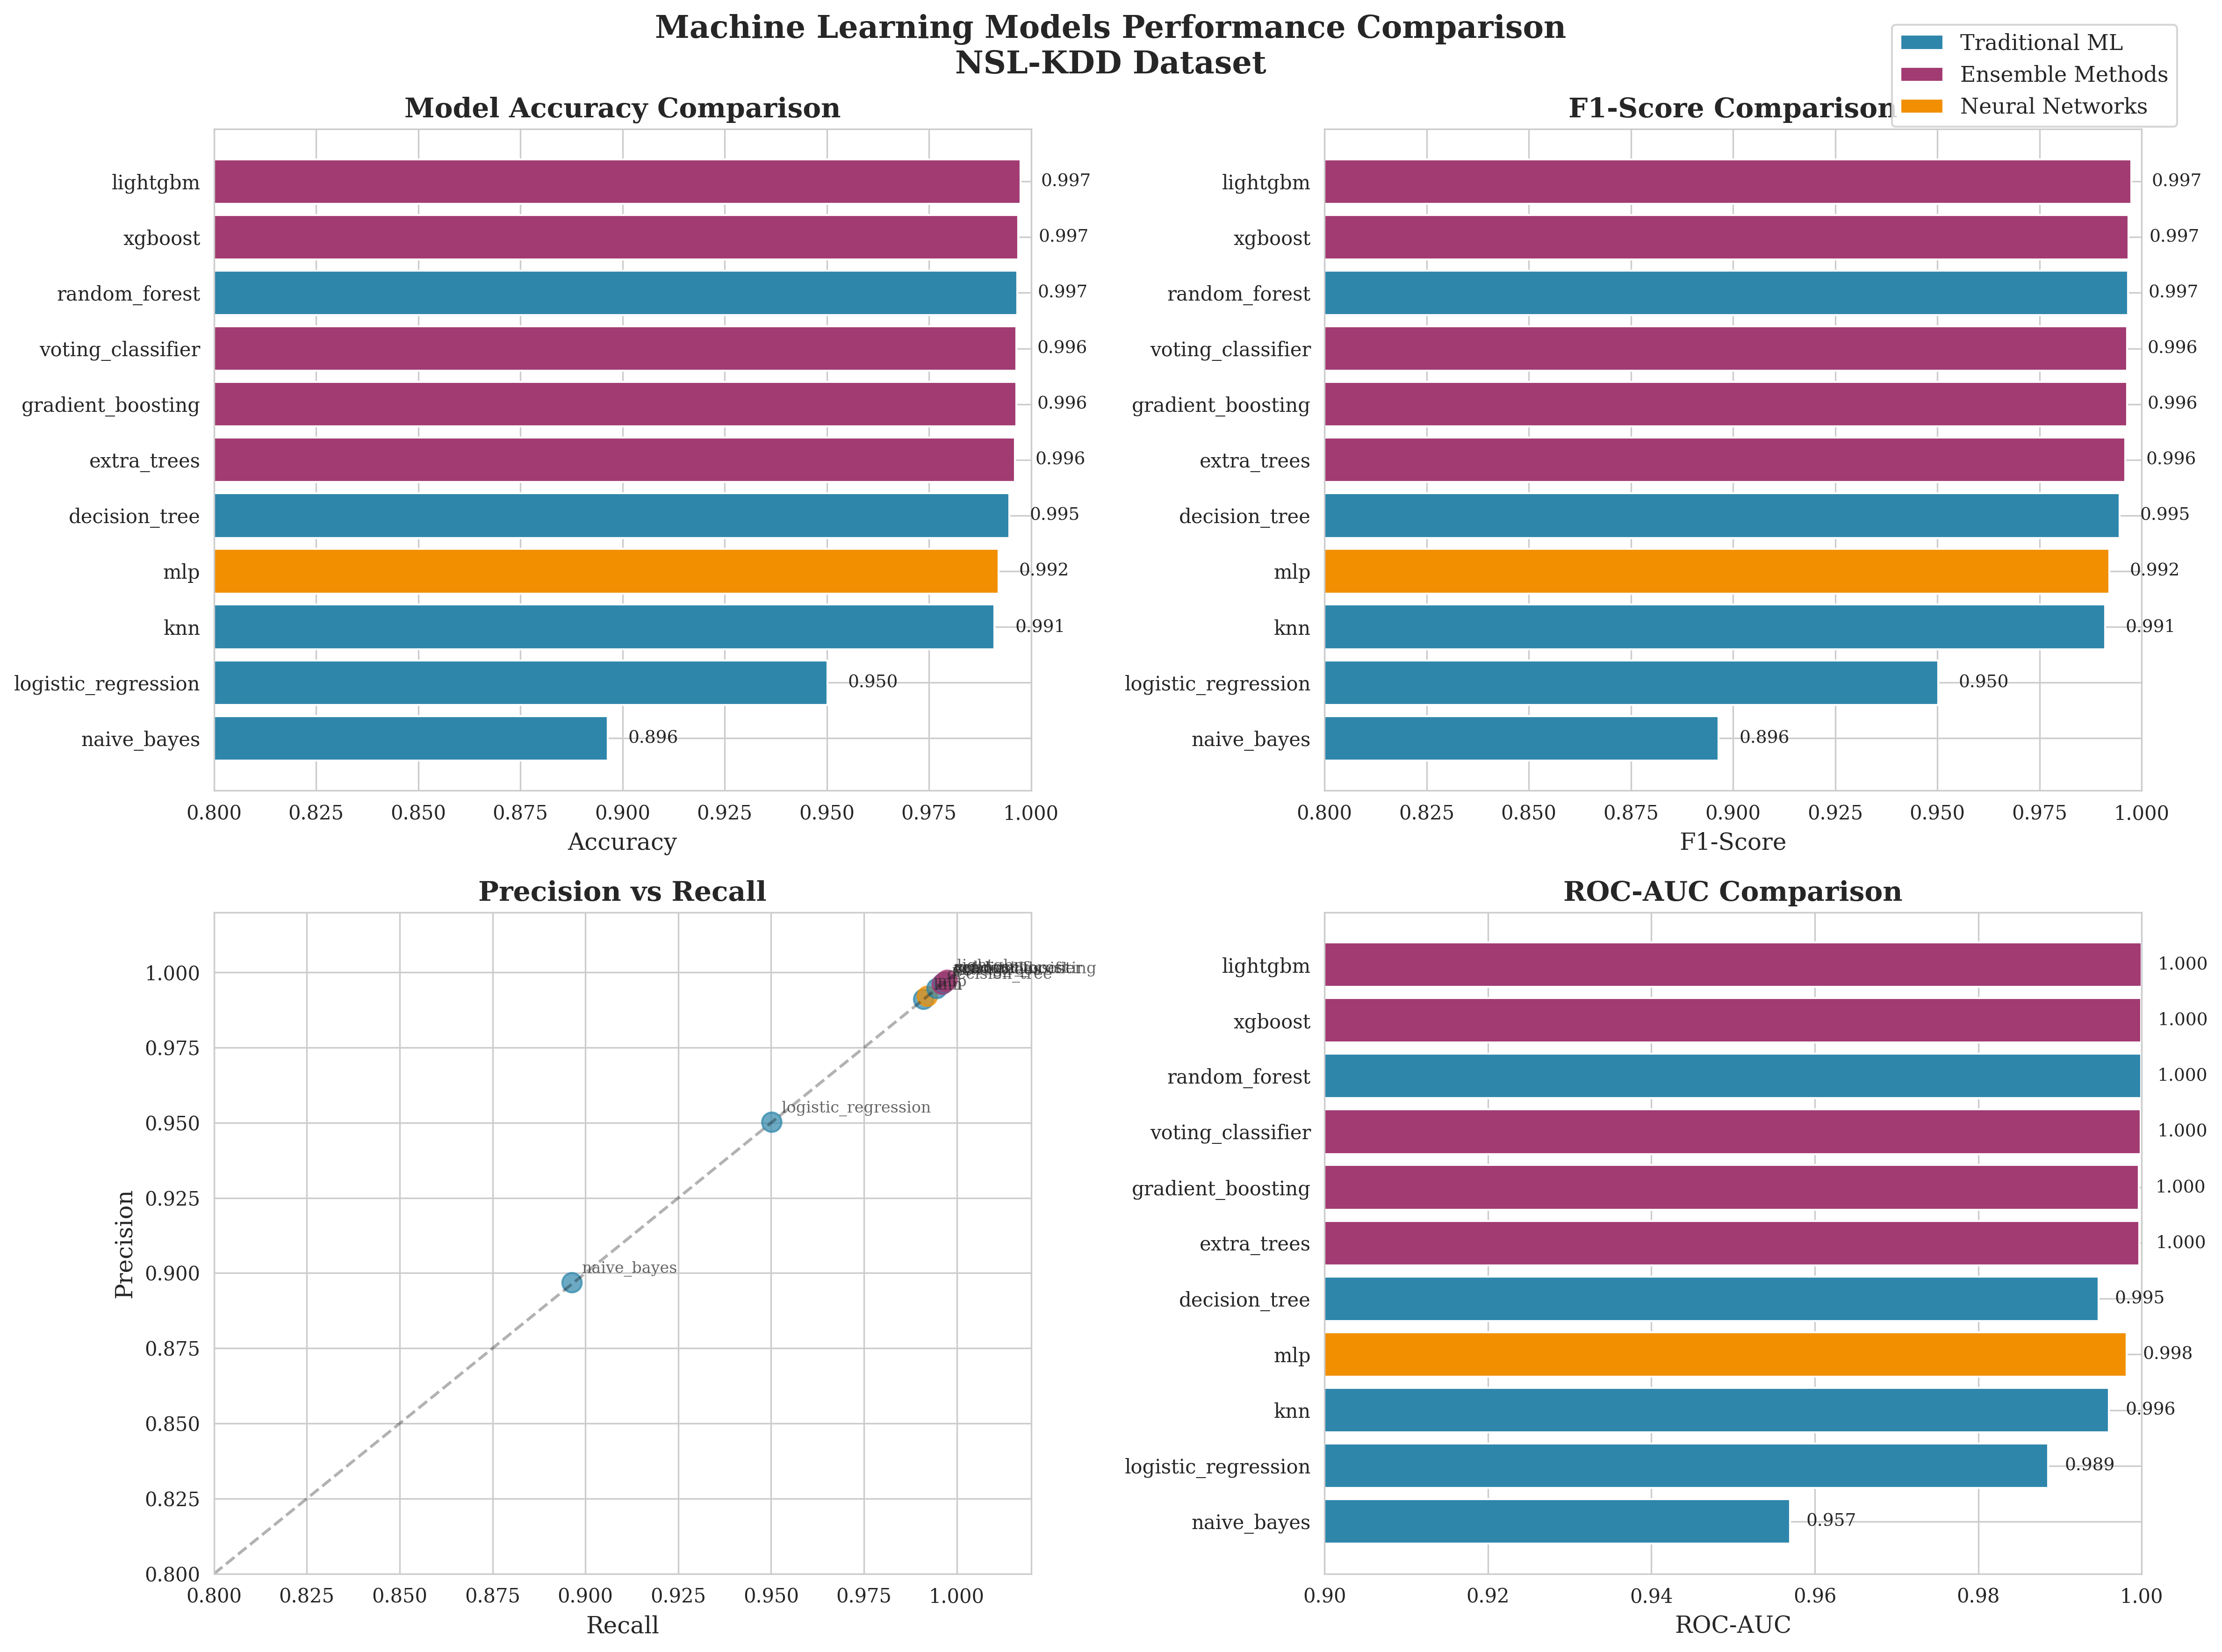 Machine Learning Models Performance Comparison
NSL-KDD Dataset
Traditional ML
Ensemble Methods
Neural Networks
Model Accuracy Comparison
lightgbm 0.997
xgboost 0.997
random_forest 0.997
voting_classifier 0.996
gradient_boosting 0.996
extra_trees 0.996
decision_tree 0.995
mlp 0.992
knn 0.991
logistic_regression 0.950
naive_bayes 0.896
0.800 0.825 0.850 0.875 0.900 0.925 0.950 0.975 1.000
Accuracy
F1-Score Comparison
lightgbm 0.997
xgboost 0.997
random_forest 0.997
voting_classifier 0.996
gradient_boosting 0.996
extra_trees 0.996
decision_tree 0.995
mlp 0.992
knn 0.991
logistic_regression 0.950
naive_bayes 0.896
0.800 0.825 0.850 0.875 0.900 0.925 0.950 0.975 1.000
F1-Score
Precision vs Recall
Precision
1.000
0.975
0.950
0.925
0.900
0.875
0.850
0.825
0.800
decision_tree
logistic_regression
naive_bayes
0.800 0.825 0.850 0.875 0.900 0.925 0.950 0.975 1.000
Recall
ROC-AUC Comparison
lightgbm 1.000
xgboost 1.000
random_forest 1.000
voting_classifier 1.000
gradient_boosting 1.000
extra_trees 1.000
decision_tree 0.995
mlp 0.998
knn 0.996
logistic_regression 0.989
naive_bayes 0.957
0.90 0.92 0.94 0.96 0.98 1.00
ROC-AUC